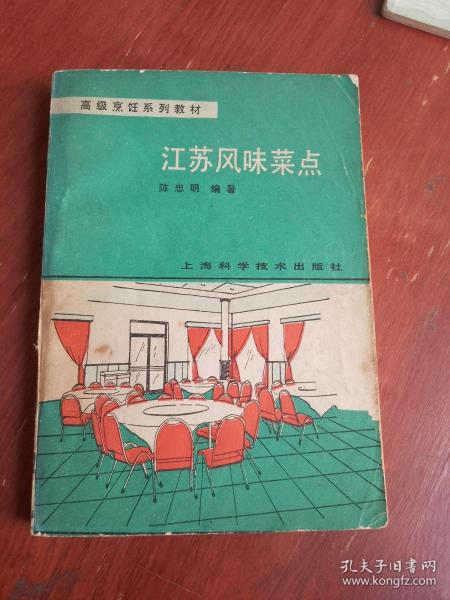 高级烹饪系列教材
江苏风味菜点
陈忠明 编著
上海科学技术出版社
孔夫子旧书网
www.kongfz.com